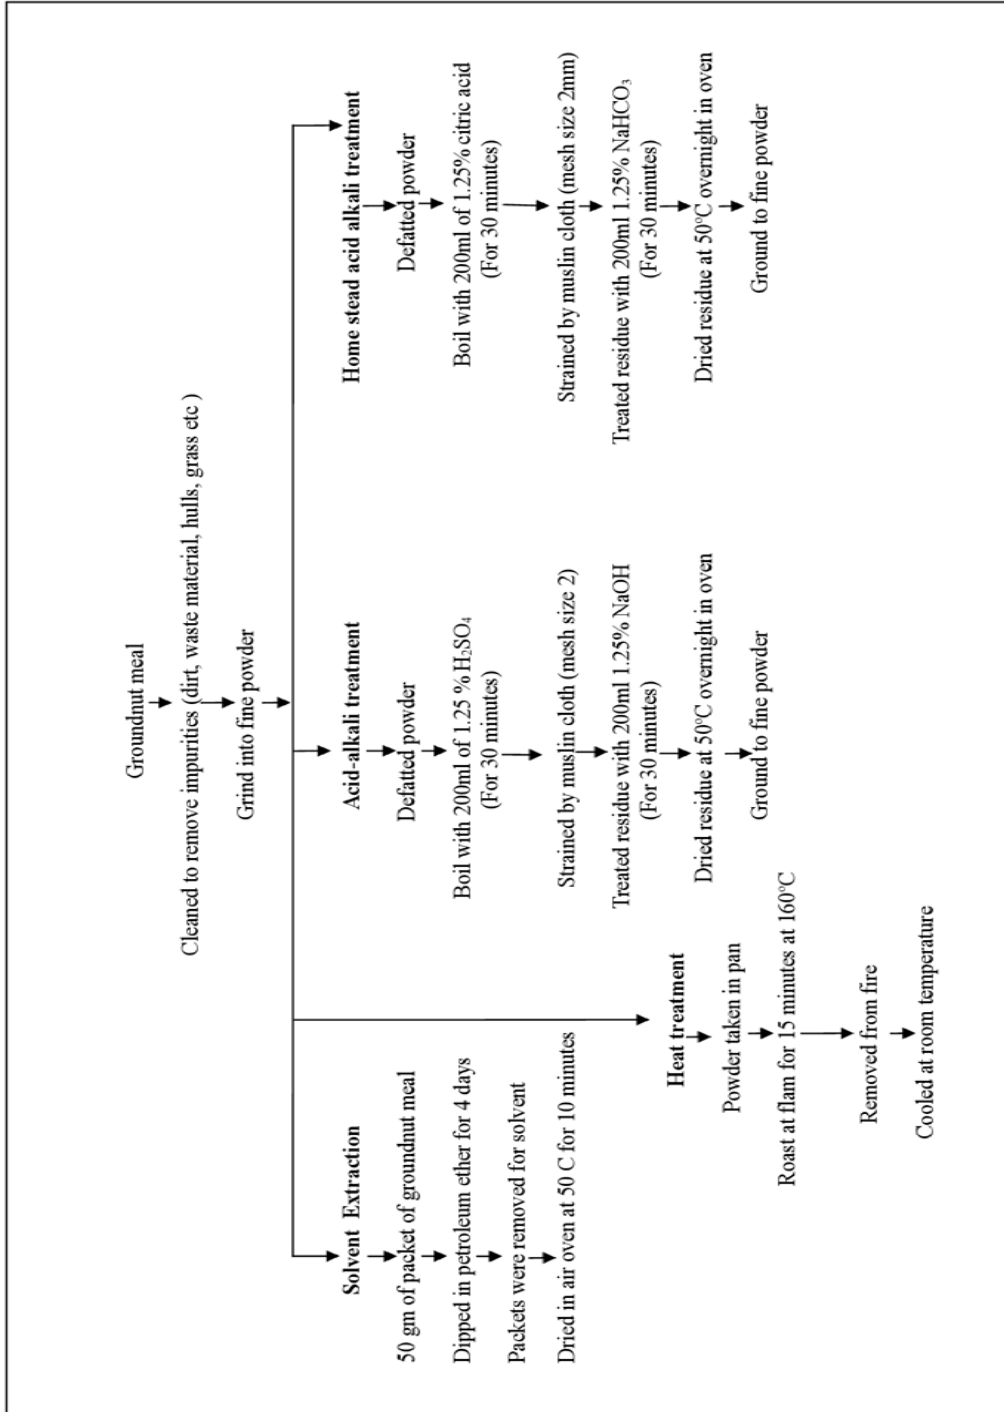 Groundnut meal
Cleaned to remove impurities (dirt, waste material, hulls, grass etc )
Grind into fine powder
Solvent Extraction
50 gm of packet of groundnut meal
Dipped in petroleum ether for 4 days
Packets were removed for solvent
Dried in air oven at 50 C for 10 minutes
Heat treatment
Powder taken in pan
Roast at flam for 15 minutes at 160°C
Removed from fire
Cooled at room temperature
Acid-alkali treatment
Defatted powder
Boil with 200ml of 1.25 % H₂SO₄
(For 30 minutes)
Strained by muslin cloth (mesh size 2)
Treated residue with 200ml 1.25% NaOH
(For 30 minutes)
Dried residue at 50°C overnight in oven
Ground to fine powder
Home stead acid alkali treatment
Defatted powder
Boil with 200ml of 1.25% citric acid
(For 30 minutes)
Strained by muslin cloth (mesh size 2mm)
Treated residue with 200ml 1.25% NaHCO₃
(For 30 minutes)
Dried residue at 50°C overnight in oven
Ground to fine powder